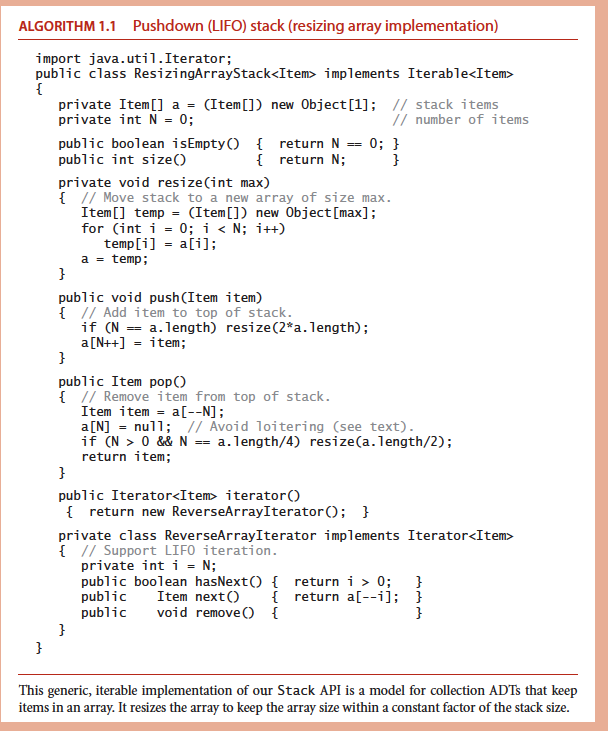 ALGORITHM 1.1 Pushdown (LIFO) stack (resizing array implementation)
import java.util.Iterator;
public class ResizingArrayStack<Item> implements Iterable<Item>
{
private Item[] a = (Item[]) new Object[1]; // stack items
private int N = 0; // number of items
public boolean isEmpty() { return N == 0; }
public int size() { return N; }
private void resize(int max)
{ // Move stack to a new array of size max.
Item[] temp = (Item[]) new Object[max];
for (int i = 0; i < N; i++)
temp[i] = a[i];
a = temp;
}
public void push(Item item)
{ // Add item to top of stack.
if (N == a.length) resize(2*a.length);
a[N++] = item;
}
public Item pop()
{ // Remove item from top of stack.
Item item = a[--N];
a[N] = null; // Avoid loitering (see text).
if (N > 0 && N == a.length/4) resize(a.length/2);
return item;
}
public Iterator<Item> iterator()
{ return new ReverseArrayIterator(); }
private class ReverseArrayIterator implements Iterator<Item>
{ // Support LIFO iteration.
private int i = N;
public boolean hasNext() { return i > 0; }
public Item next() { return a[--i]; }
public void remove() { }
}
}
This generic, iterable implementation of our Stack API is a model for collection ADTs that keep
items in an array. It resizes the array to keep the array size within a constant factor of the stack size.